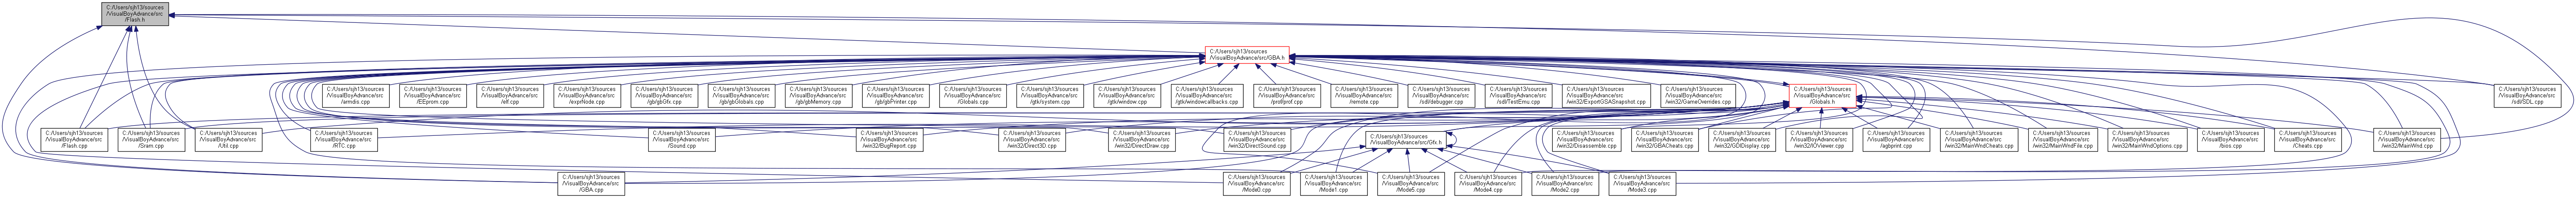 C:/Users/sjh13/sources
/VisualBoyAdvance/src
/Flash.h
C:/Users/sjh13/sources
/VisualBoyAdvance/src/GBA.h
C:/Users/sjh13/sources
/VisualBoyAdvance/src
/armdis.cpp
C:/Users/sjh13/sources
/VisualBoyAdvance/src
/EEprom.cpp
C:/Users/sjh13/sources
/VisualBoyAdvance/src
/elf.cpp
C:/Users/sjh13/sources
/VisualBoyAdvance/src
/exprNode.cpp
C:/Users/sjh13/sources
/VisualBoyAdvance/src
/gb/gbGfx.cpp
C:/Users/sjh13/sources
/VisualBoyAdvance/src
/gb/gbGlobals.cpp
C:/Users/sjh13/sources
/VisualBoyAdvance/src
/gb/gbMemory.cpp
C:/Users/sjh13/sources
/VisualBoyAdvance/src
/gb/gbPrinter.cpp
C:/Users/sjh13/sources
/VisualBoyAdvance/src
/Globals.cpp
C:/Users/sjh13/sources
/VisualBoyAdvance/src
/gtk/system.cpp
C:/Users/sjh13/sources
/VisualBoyAdvance/src
/gtk/window.cpp
C:/Users/sjh13/sources
/VisualBoyAdvance/src
/gtk/windowcallbacks.cpp
C:/Users/sjh13/sources
/VisualBoyAdvance/src
/prof/prof.cpp
C:/Users/sjh13/sources
/VisualBoyAdvance/src
/remote.cpp
C:/Users/sjh13/sources
/VisualBoyAdvance/src
/sdl/debugger.cpp
C:/Users/sjh13/sources
/VisualBoyAdvance/src
/sdl/TestEmu.cpp
C:/Users/sjh13/sources
/VisualBoyAdvance/src
/win32/ExportGSASnapshot.cpp
C:/Users/sjh13/sources
/VisualBoyAdvance/src
/win32/GameOverrides.cpp
C:/Users/sjh13/sources
/VisualBoyAdvance/src
/Globals.h
C:/Users/sjh13/sources
/VisualBoyAdvance/src
/sdl/SDL.cpp
C:/Users/sjh13/sources
/VisualBoyAdvance/src
/Flash.cpp
C:/Users/sjh13/sources
/VisualBoyAdvance/src
/Sram.cpp
C:/Users/sjh13/sources
/VisualBoyAdvance/src
/Util.cpp
C:/Users/sjh13/sources
/VisualBoyAdvance/src
/RTC.cpp
C:/Users/sjh13/sources
/VisualBoyAdvance/src
/Sound.cpp
C:/Users/sjh13/sources
/VisualBoyAdvance/src
/win32/BugReport.cpp
C:/Users/sjh13/sources
/VisualBoyAdvance/src
/win32/Direct3D.cpp
C:/Users/sjh13/sources
/VisualBoyAdvance/src
/win32/DirectDraw.cpp
C:/Users/sjh13/sources
/VisualBoyAdvance/src
/win32/DirectSound.cpp
C:/Users/sjh13/sources
/VisualBoyAdvance/src/Gfx.h
C:/Users/sjh13/sources
/VisualBoyAdvance/src
/win32/Disassemble.cpp
C:/Users/sjh13/sources
/VisualBoyAdvance/src
/win32/GBACheats.cpp
C:/Users/sjh13/sources
/VisualBoyAdvance/src
/win32/GDIDisplay.cpp
C:/Users/sjh13/sources
/VisualBoyAdvance/src
/win32/IOViewer.cpp
C:/Users/sjh13/sources
/VisualBoyAdvance/src
/agbprint.cpp
C:/Users/sjh13/sources
/VisualBoyAdvance/src
/win32/MainWndCheats.cpp
C:/Users/sjh13/sources
/VisualBoyAdvance/src
/win32/MainWndFile.cpp
C:/Users/sjh13/sources
/VisualBoyAdvance/src
/win32/MainWndOptions.cpp
C:/Users/sjh13/sources
/VisualBoyAdvance/src
/bios.cpp
C:/Users/sjh13/sources
/VisualBoyAdvance/src
/Cheats.cpp
C:/Users/sjh13/sources
/VisualBoyAdvance/src
/win32/MainWnd.cpp
C:/Users/sjh13/sources
/VisualBoyAdvance/src
/GBA.cpp
C:/Users/sjh13/sources
/VisualBoyAdvance/src
/Mode0.cpp
C:/Users/sjh13/sources
/VisualBoyAdvance/src
/Mode1.cpp
C:/Users/sjh13/sources
/VisualBoyAdvance/src
/Mode5.cpp
C:/Users/sjh13/sources
/VisualBoyAdvance/src
/Mode4.cpp
C:/Users/sjh13/sources
/VisualBoyAdvance/src
/Mode2.cpp
C:/Users/sjh13/sources
/VisualBoyAdvance/src
/Mode3.cpp